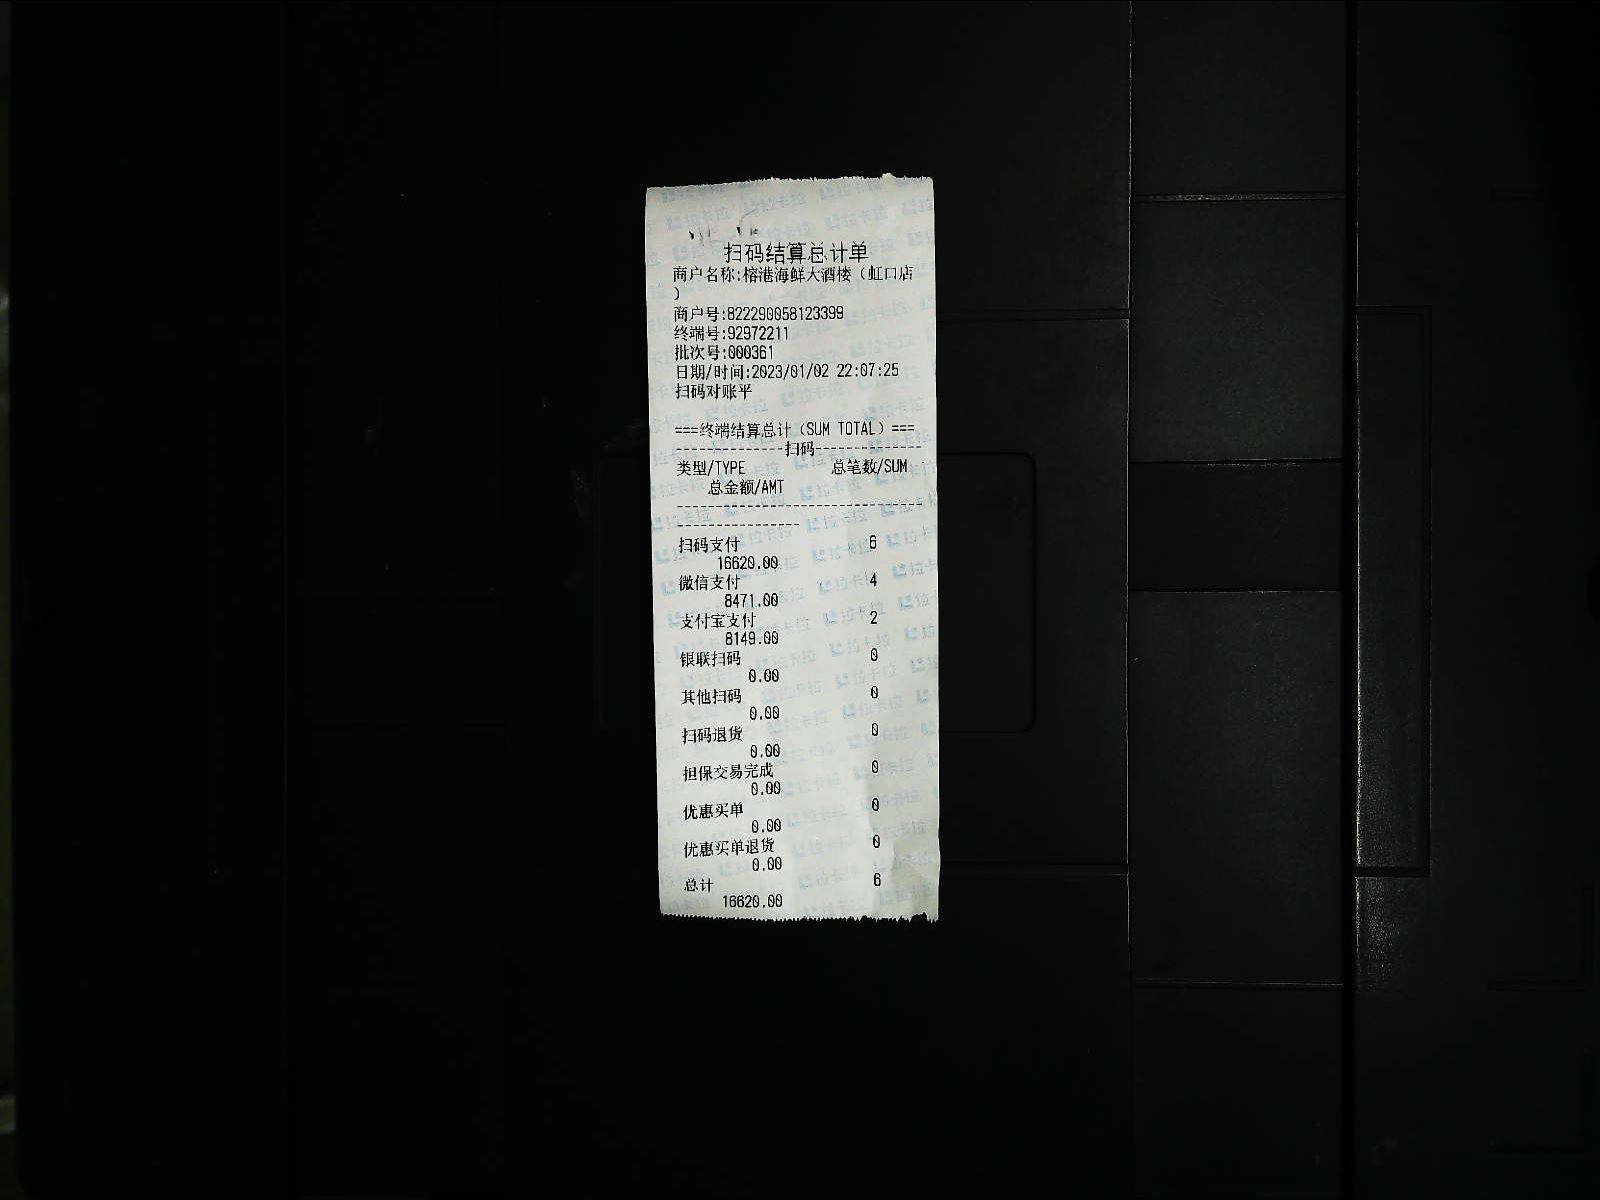 扫码结算总计单
商户名称:榕港海鲜大酒楼（虹口店
）
商户号:822290058123399
终端号:92972211
批次号:000361
日期/时间:2023/01/02 22:07:25
扫码对账平
===终端结算总计（SUM TOTAL）===
--------------扫码--------------
类型/TYPE 总笔数/SUM
总金额/AMT
--------------------------------
----------------
扫码支付 6
16620.00
微信支付 4
8471.00
支付宝支付 2
8149.00
银联扫码 0
0.00
其他扫码 0
0.00
扫码退货 0
0.00
担保交易完成 0
0.00
优惠买单 0
0.00
优惠买单退货 0
0.00
总计 6
16620.00